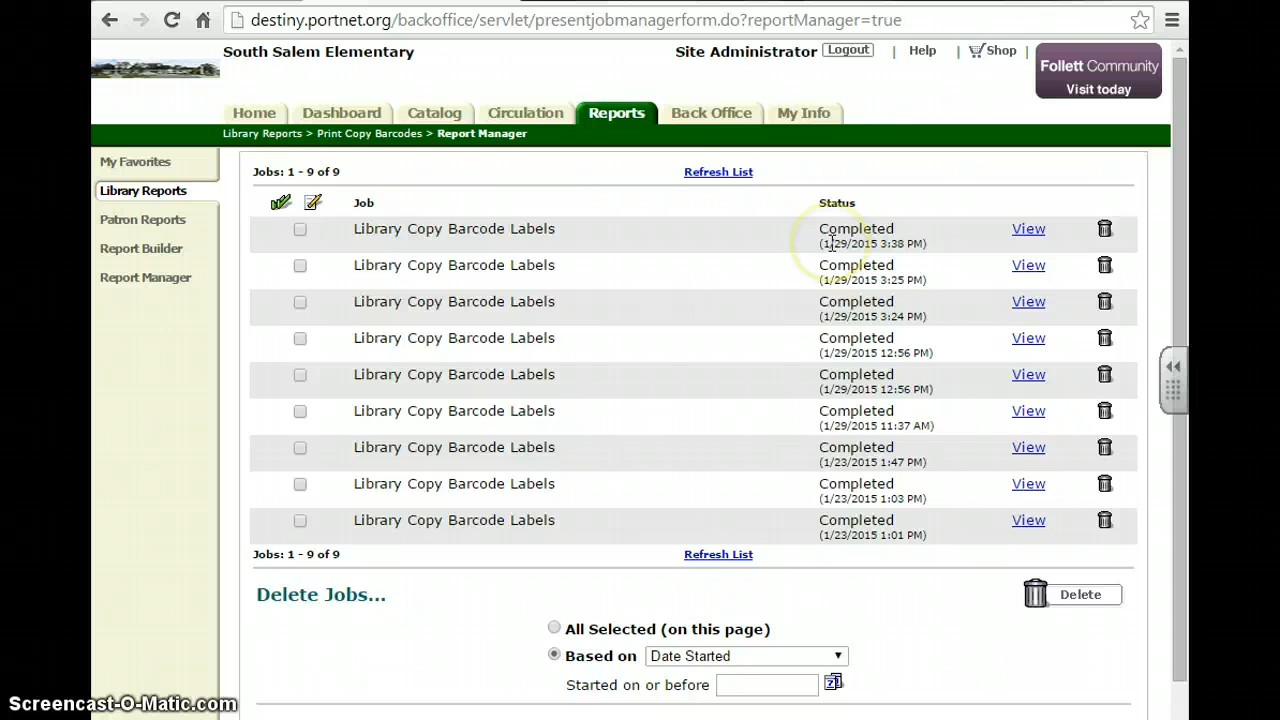 destiny.portnet.org/backoffice/servlet/presentjobmanagerform.do?reportManager=true
South Salem Elementary
Site Administrator Logout | Help | Shop |
Follett Community
Visit today
Home Dashboard Catalog Circulation Reports Back Office My Info
Library Reports > Print Copy Barcodes > Report Manager
My Favorites
Library Reports
Patron Reports
Report Builder
Report Manager
Jobs: 1 - 9 of 9 Refresh List
Job Status
Library Copy Barcode Labels Completed View
(1/29/2015 3:38 PM)
Library Copy Barcode Labels Completed View
(1/29/2015 3:25 PM)
Library Copy Barcode Labels Completed View
(1/29/2015 3:24 PM)
Library Copy Barcode Labels Completed View
(1/29/2015 12:56 PM)
Library Copy Barcode Labels Completed View
(1/29/2015 12:56 PM)
Library Copy Barcode Labels Completed View
(1/29/2015 11:37 AM)
Library Copy Barcode Labels Completed View
(1/23/2015 1:47 PM)
Library Copy Barcode Labels Completed View
(1/23/2015 1:03 PM)
Library Copy Barcode Labels Completed View
(1/23/2015 1:01 PM)
Jobs: 1 - 9 of 9 Refresh List
Delete Jobs... Delete
All Selected (on this page)
Based on Date Started
Started on or before
Screencast-O-Matic.com